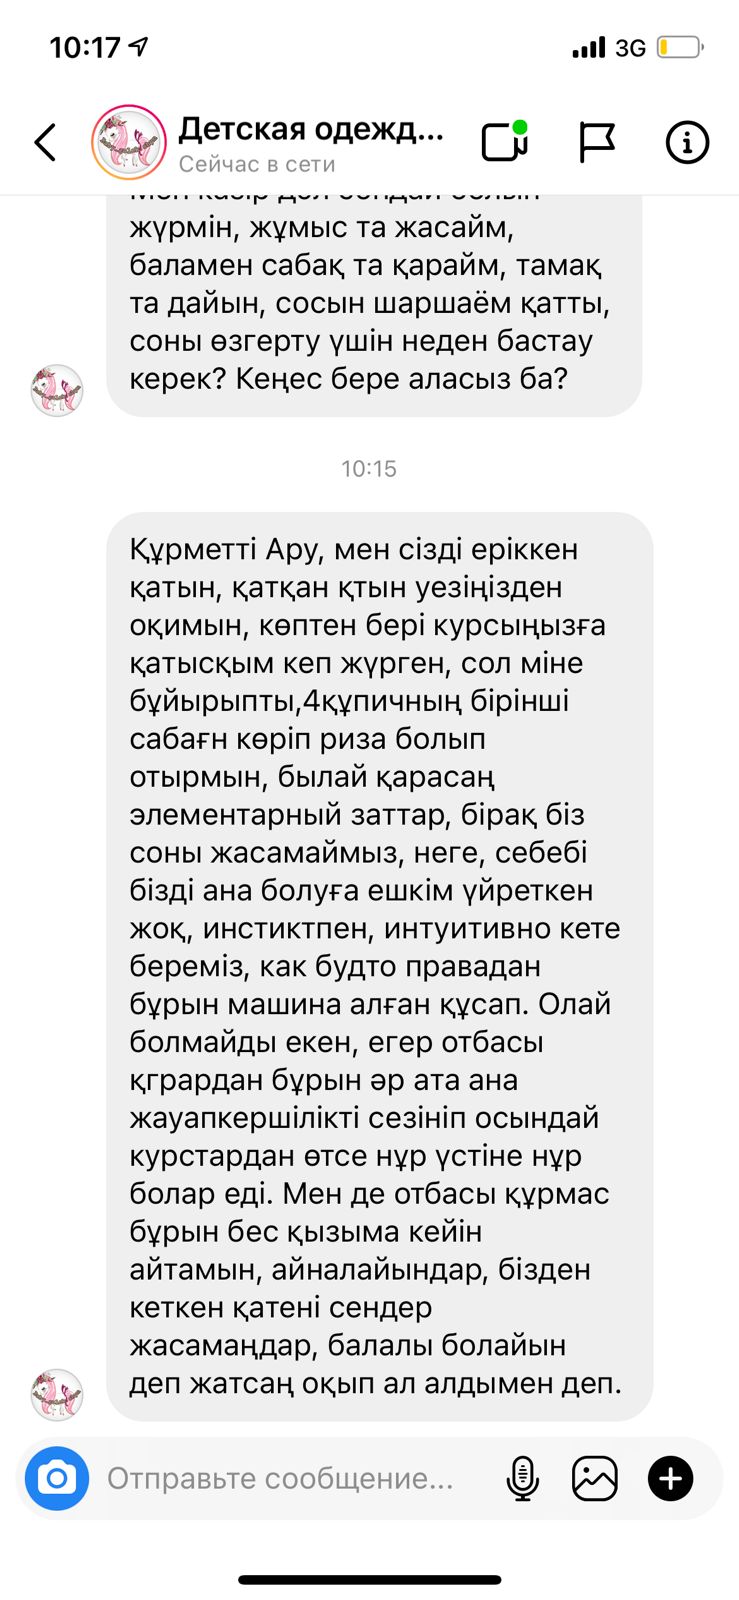 10:17
3G
Детская одежд...
Сейчас в сети
жүрмін, жұмыс та жасайм,
баламен сабақ та қарайм, тамақ
та дайын, сосын шаршаём қатты,
соны өзгерту үшін неден бастау
керек? Кеңес бере аласыз ба?
10:15
Құрметті Ару, мен сізді еріккен
қатын, қатқан қтын уезіңізден
оқимын, көптен бері курсыңызға
қатысқым кеп жүрген, сол міне
бұйырыпты,4құпичның бірінші
сабағн көріп риза болып
отырмын, былай қарасаң
элементарный заттар, бірақ біз
соны жасамаймыз, неге, себебі
бізді ана болуға ешкім үйреткен
жоқ, инстиктпен, интуитивно кете
береміз, как будто правадан
бұрын машина алған құсап. Олай
болмайды екен, егер отбасы
қгрардан бұрын әр ата ана
жауапкершілікті сезініп осындай
курстардан өтсе нұр үстіне нұр
болар еді. Мен де отбасы құрмас
бұрын бес қызыма кейін
айтамын, айналайындар, бізден
кеткен қатені сендер
жасамаңдар, балалы болайын
деп жатсаң оқып ал алдымен деп.
Отправьте сообщение...